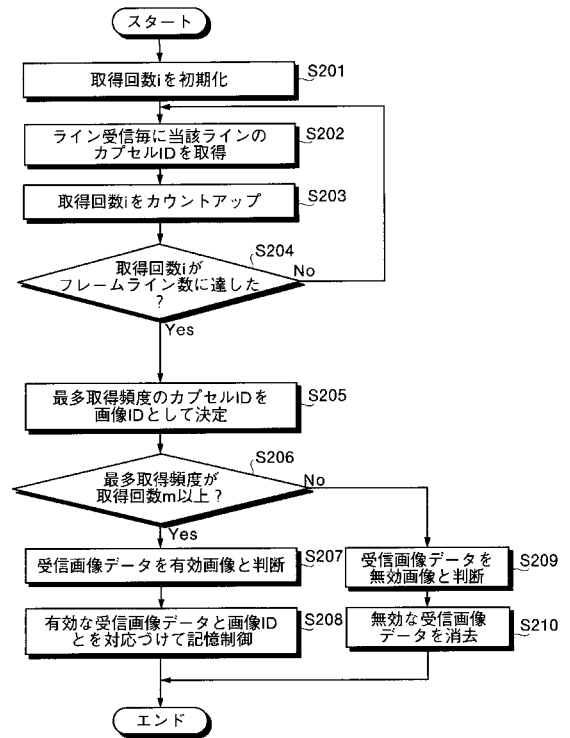 スタート
取得回数iを初期化
S201
ライン受信毎に当該ラインの
カプセルIDを取得
S202
取得回数iをカウントアップ
S203
取得回数iが
フレームライン数に達した
?
S204
No
Yes
最多取得頻度のカプセルIDを
画像IDとして決定
S205
最多取得頻度が
取得回数m以上?
S206
No
Yes
受信画像データを有効画像と判断
S207
受信画像データを
無効画像と判断
S209
有効な受信画像データと画像ID
とを対応づけて記憶制御
S208
無効な受信画像
データを消去
S210
エンド